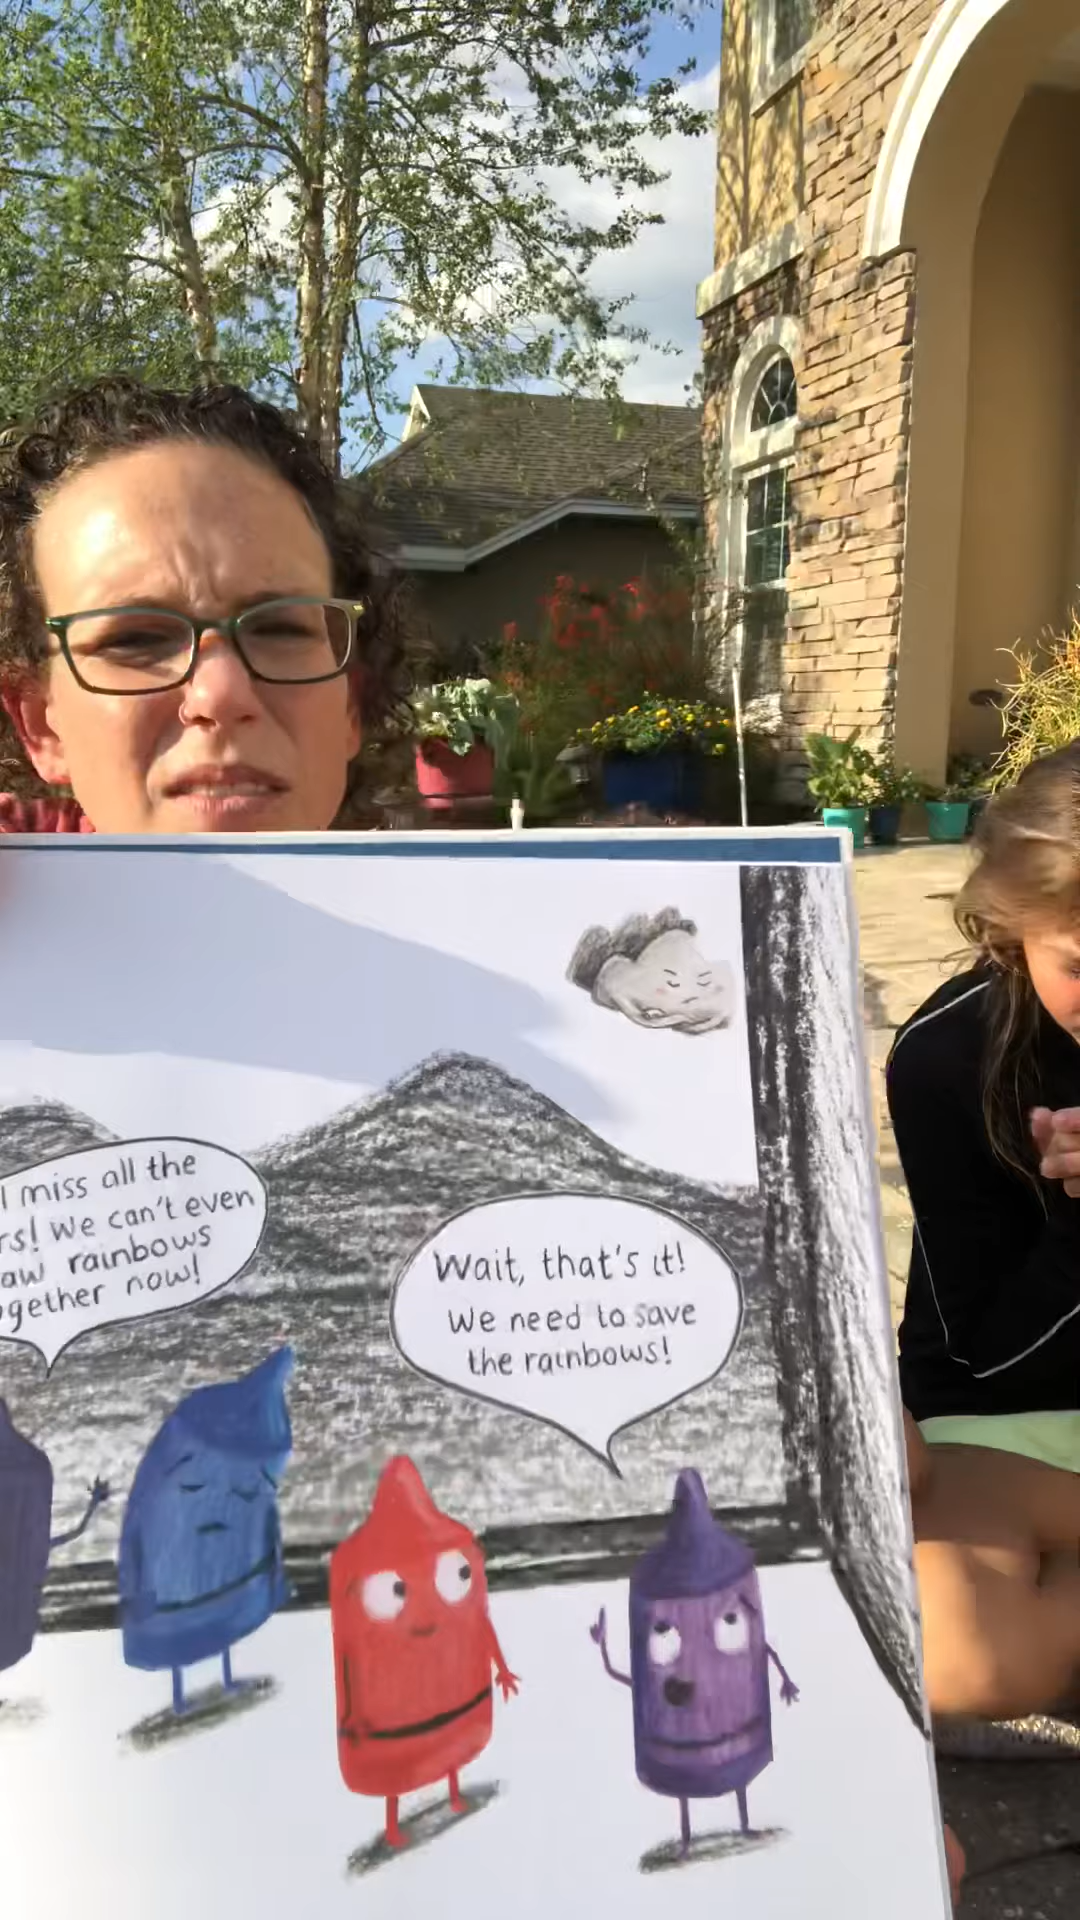 I miss all the
rs! We can't even
aw rainbows
gether now!
Wait, that's it!
We need to save
the rainbows!